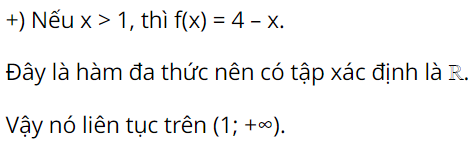 +) Nếu x > 1, thì f(x) = 4 – x.
Đây là hàm đa thức nên có tập xác định là ℝ.
Vậy nó liên tục trên (1; +∞).